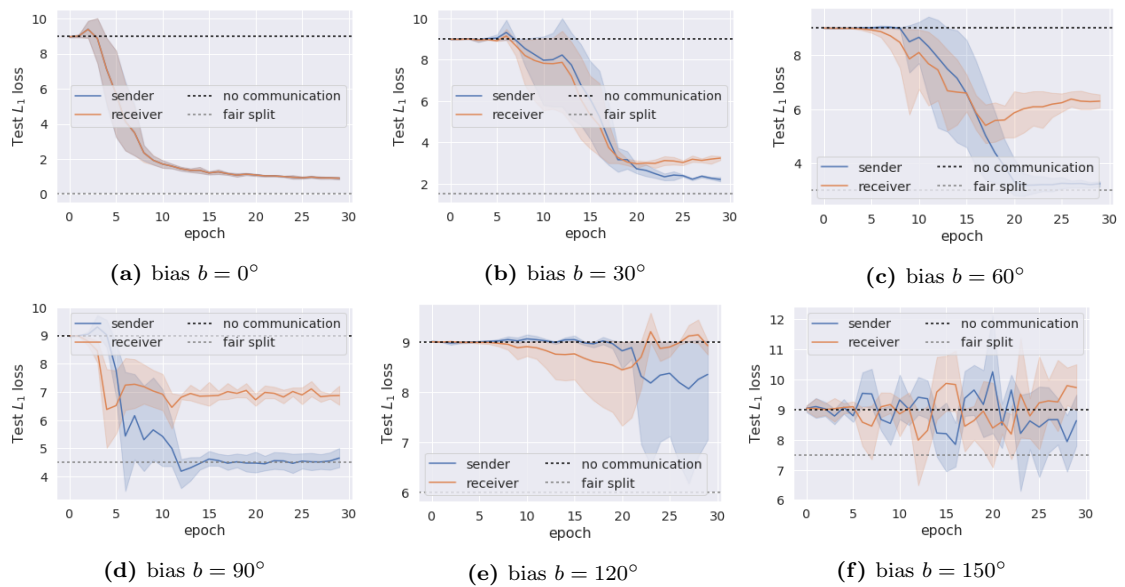 10
8
6
4
2
0
Test L₁ loss
sender
receiver
no communication
fair split
0 5 10 15 20 25 30
epoch
(a) bias b = 0°
10
8
6
4
2
Test L₁ loss
sender
receiver
no communication
fair split
0 5 10 15 20 25 30
epoch
(b) bias b = 30°
8
6
4
Test L₁ loss
sender
receiver
no communication
fair split
0 5 10 15 20 25 30
epoch
(c) bias b = 60°
10
9
8
7
6
5
4
Test L₁ loss
sender
receiver
no communication
fair split
0 5 10 15 20 25 30
epoch
(d) bias b = 90°
9
8
7
6
Test L₁ loss
sender
receiver
no communication
fair split
0 5 10 15 20 25 30
epoch
(e) bias b = 120°
12
11
10
9
8
7
6
Test L₁ loss
sender
receiver
no communication
fair split
0 5 10 15 20 25 30
epoch
(f) bias b = 150°